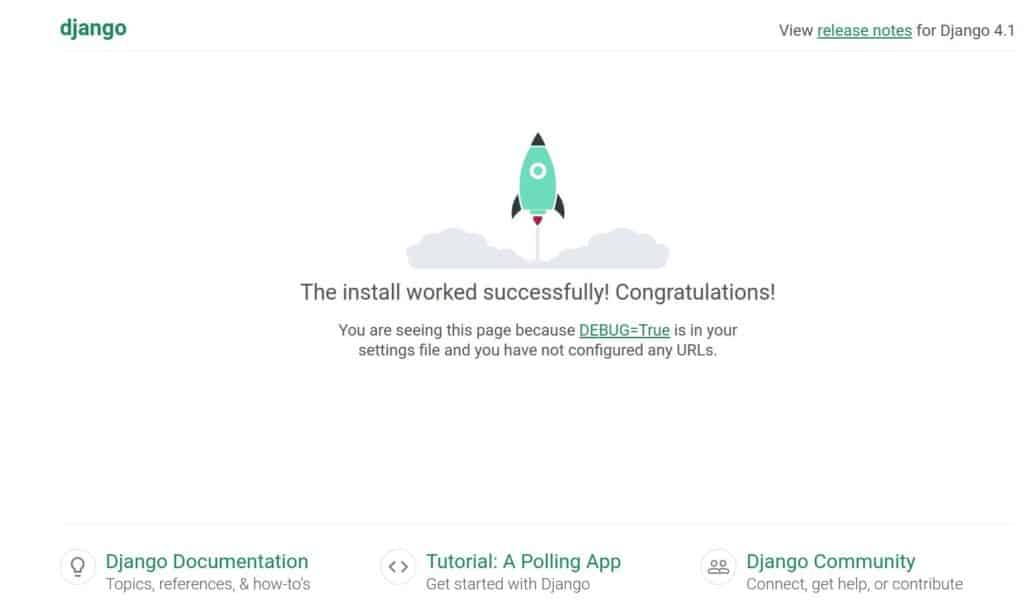 django
View release notes for Django 4.1
The install worked successfully! Congratulations!
You are seeing this page because DEBUG=True is in your
settings file and you have not configured any URLs.
Django Documentation
Topics, references, & how-to's
Tutorial: A Polling App
Get started with Django
Django Community
Connect, get help, or contribute